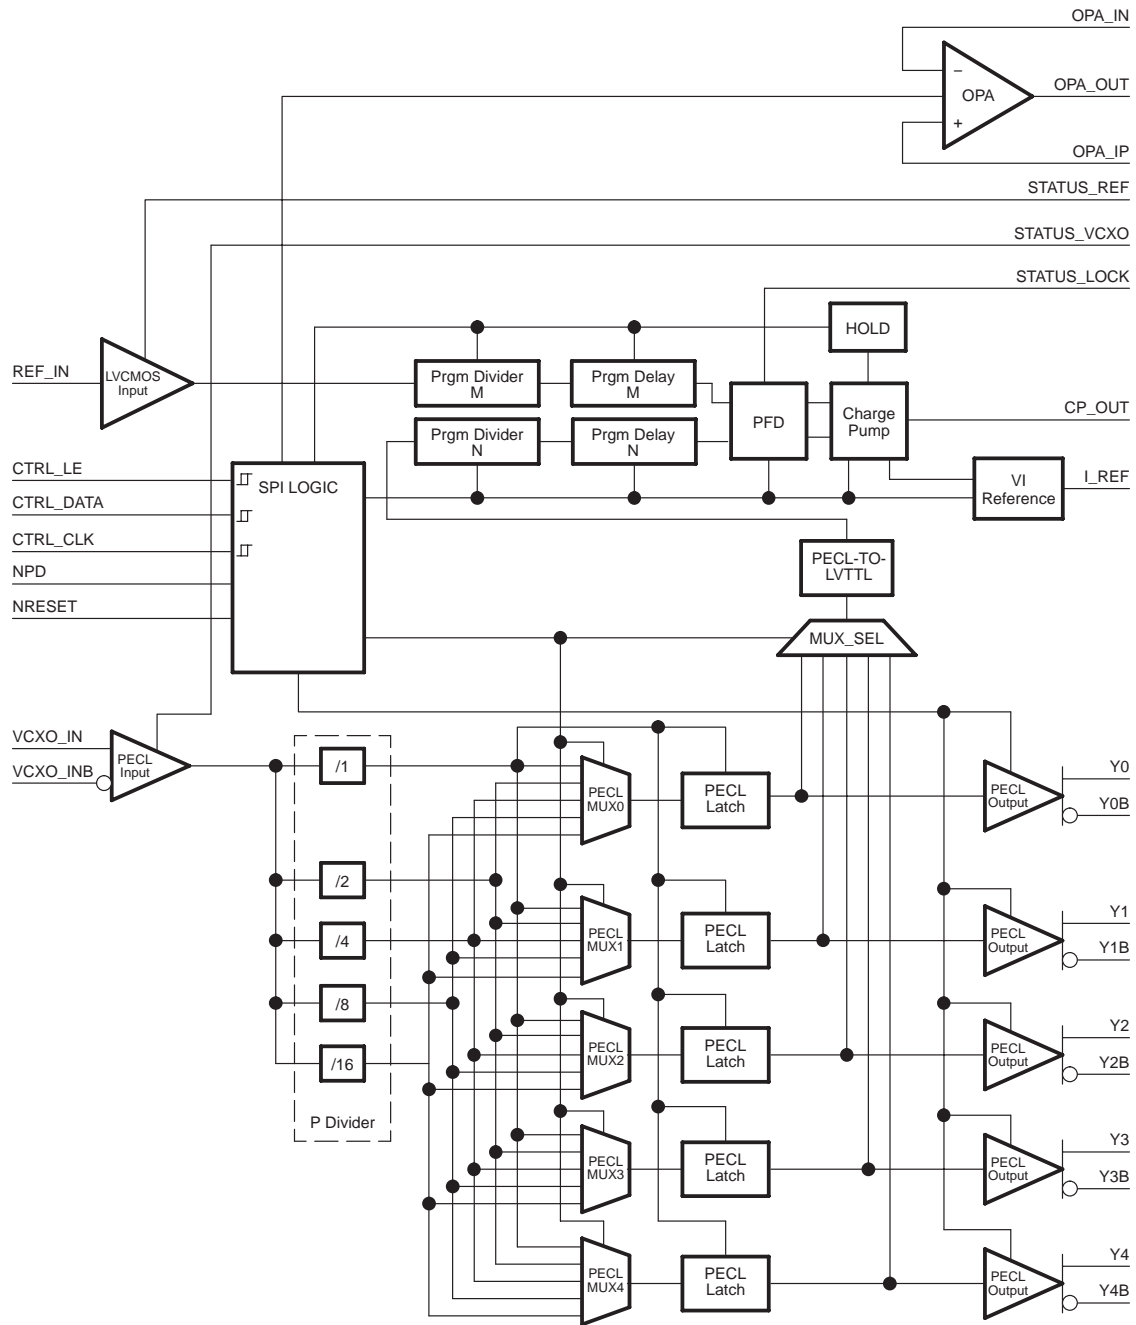 OPA_IN
−
OPA
OPA_OUT
+
OPA_IP
STATUS_REF
STATUS_VCXO
STATUS_LOCK
HOLD
REF_IN
LVCMOS
Input
Prgm Divider
M
Prgm Delay
M
PFD
Charge
Pump
CP_OUT
Prgm Divider
N
Prgm Delay
N
CTRL_LE
SPI LOGIC
VI
Reference
I_REF
CTRL_DATA
CTRL_CLK
PECL-TO-
LVTTL
NPD
NRESET
MUX_SEL
VCXO_IN
VCXO_INB
PECL
Input
/1
PECL
MUX0
PECL
Latch
PECL
Output
Y0
Y0B
/2
/4
PECL
MUX1
PECL
Latch
PECL
Output
Y1
Y1B
/8
/16
P Divider
PECL
MUX2
PECL
Latch
PECL
Output
Y2
Y2B
PECL
MUX3
PECL
Latch
PECL
Output
Y3
Y3B
PECL
MUX4
PECL
Latch
PECL
Output
Y4
Y4B